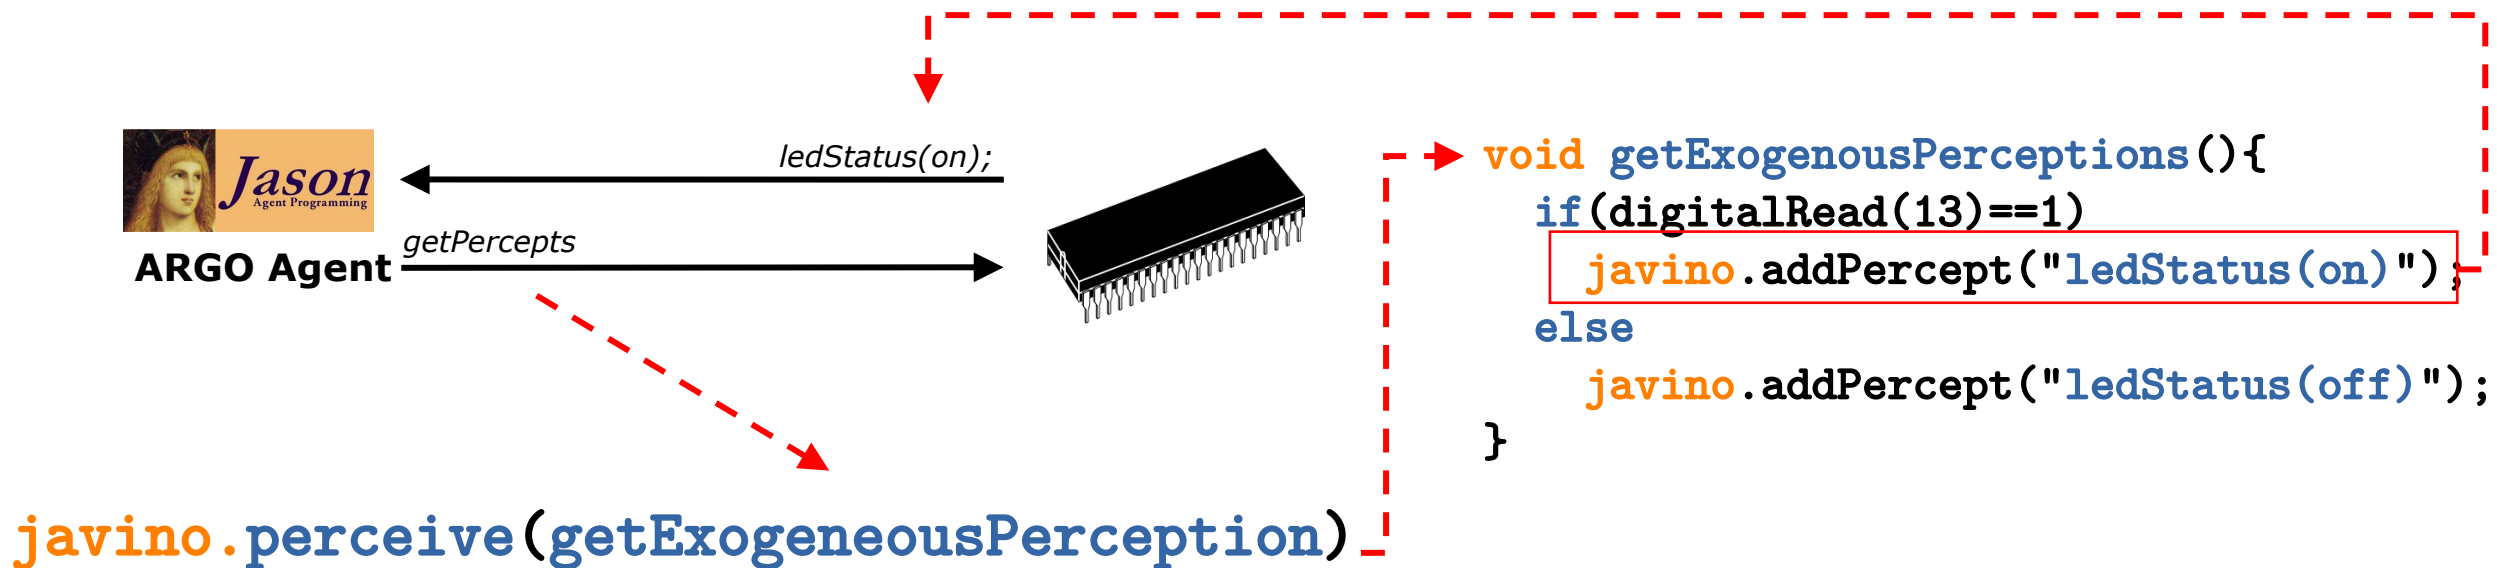 Jason
Agent Programming
ARGO Agent
ledStatus(on);
getPercepts
void getExogenousPerceptions(){
if(digitalRead(13)==1)
javino.addPercept("ledStatus(on)");
else
javino.addPercept("ledStatus(off)");
}
javino.perceive(getExogeneousPerception)